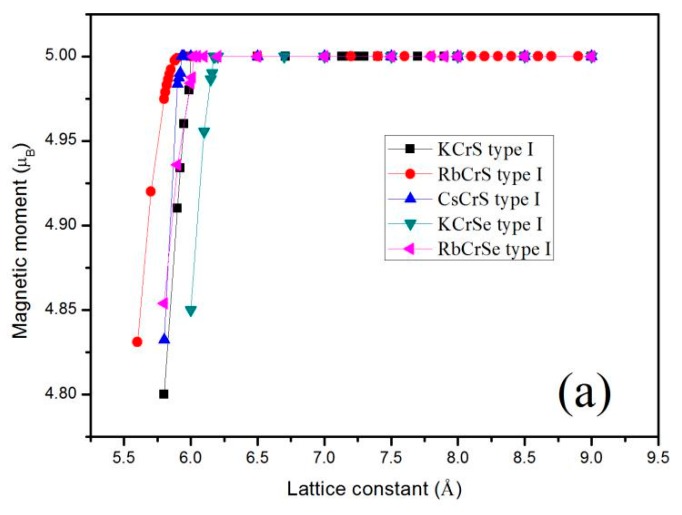 5.00
4.95
4.90
4.85
4.80
Magnetic moment (μB)
KCrS type I
RbCrS type I
CsCrS type I
KCrSe type I
RbCrSe type I
(a)
5.5 6.0 6.5 7.0 7.5 8.0 8.5 9.0 9.5
Lattice constant (Å)